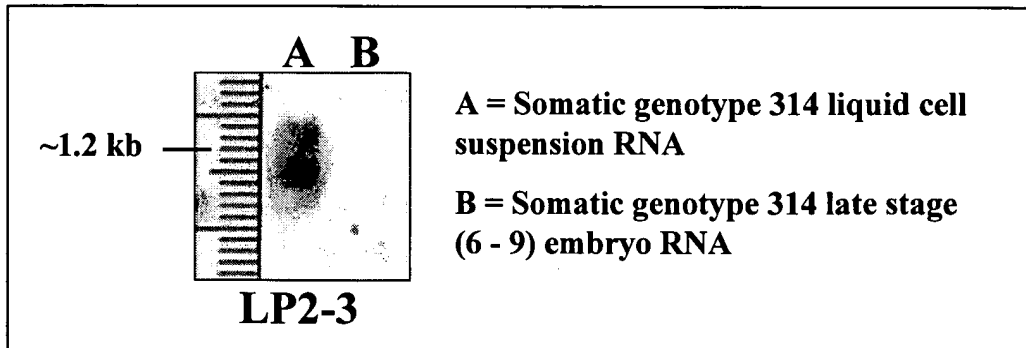 A B
~1.2 kb
A = Somatic genotype 314 liquid cell
suspension RNA
B = Somatic genotype 314 late stage
(6 - 9) embryo RNA
LP2-3